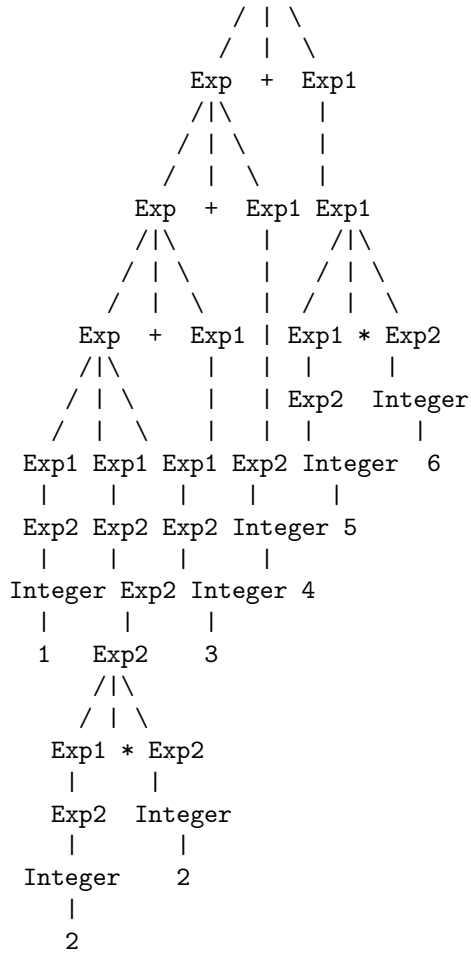 / | \
/ | \
Exp + Exp1
/|\ |
/ | \ |
/ | \ |
Exp + Exp1 Exp1
/|\ | /|\
/ | \ | / | \
/ | \ | / | \
Exp + Exp1 | Exp1 * Exp2
/|\ | | | |
/ | \ | | Exp2 Integer
/ | \ | | | |
Exp1 Exp1 Exp1 Exp2 Integer 6
| | | | |
Exp2 Exp2 Exp2 Integer 5
| | | |
Integer Exp2 Integer 4
| | |
1 Exp2 3
/|\
/ | \
Exp1 * Exp2
| |
Exp2 Integer
| |
Integer 2
|
2